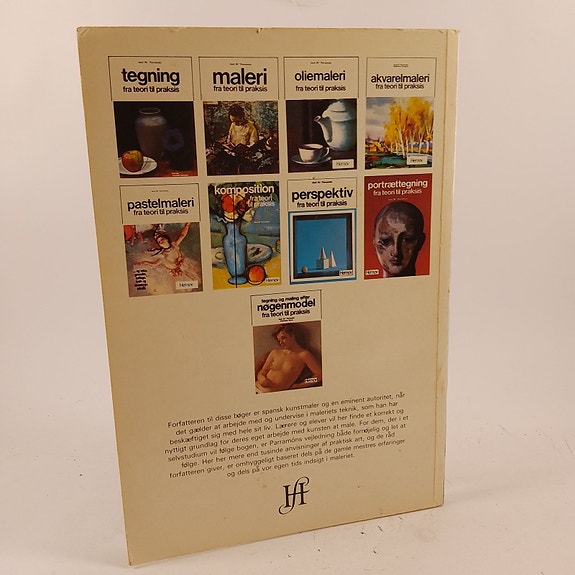 tegning
fra teori til praksis
maleri
fra teori til praksis
oliemaleri
fra teori til praksis
akvarelmaleri
fra teori til praksis
pastelmaleri
fra teori til praksis
komposition
fra teori til praksis
perspektiv
fra teori til praksis
portrættegning
fra teori til praksis
tegning og maling efter
nøgenmodel
fra teori til praksis
Forfatteren til disse bøger er spansk kunstmaler og en eminent autoritet, når
det gælder at arbejde med og undervise i maleriets teknik, som han har
beskæftiget sig med hele sit liv. Lærere og elever vil her finde et korrekt og
nyttigt grundlag for deres eget arbejde med kunsten at male. For dem, der i et
selvstudium vil følge bogen, er Parramóns vejledning både fornøjelig og let at
følge. Her her mere end tusinde anvisninger af praktisk art, og de råd
forfatteren giver, er omhyggeligt baseret dels på de gamle mestres erfaringer
og dels på vor egen tids indsigt i maleriet.